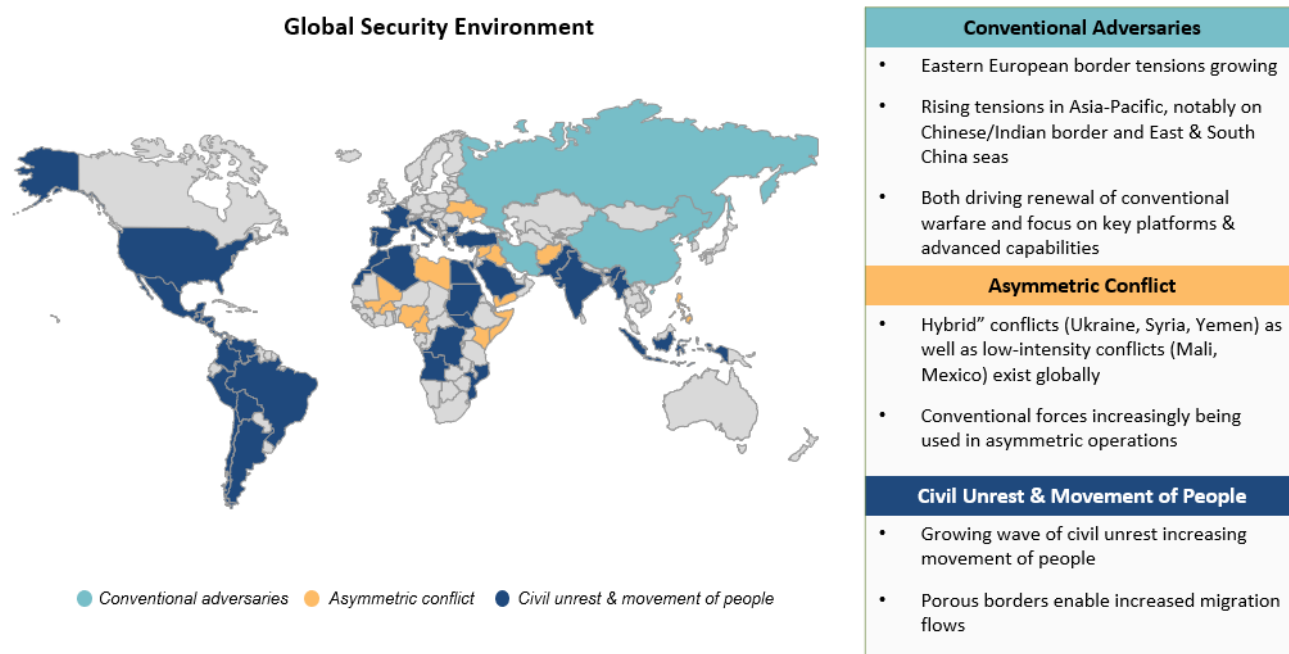 Global Security Environment
Conventional adversaries
Asymmetric conflict
Civil unrest & movement of people
Conventional Adversaries
• Eastern European border tensions growing
• Rising tensions in Asia-Pacific, notably on
Chinese/Indian border and East & South
China seas
• Both driving renewal of conventional
warfare and focus on key platforms &
advanced capabilities
Asymmetric Conflict
• Hybrid” conflicts (Ukraine, Syria, Yemen) as
well as low-intensity conflicts (Mali,
Mexico) exist globally
• Conventional forces increasingly being
used in asymmetric operations
Civil Unrest & Movement of People
• Growing wave of civil unrest increasing
movement of people
• Porous borders enable increased migration
flows